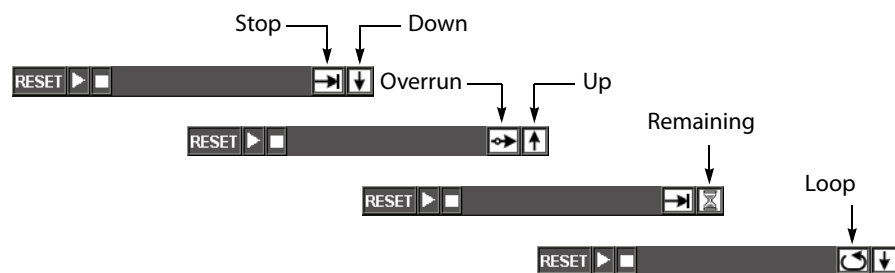 Stop Down
RESET Overrun Up
RESET Remaining
RESET Loop
RESET